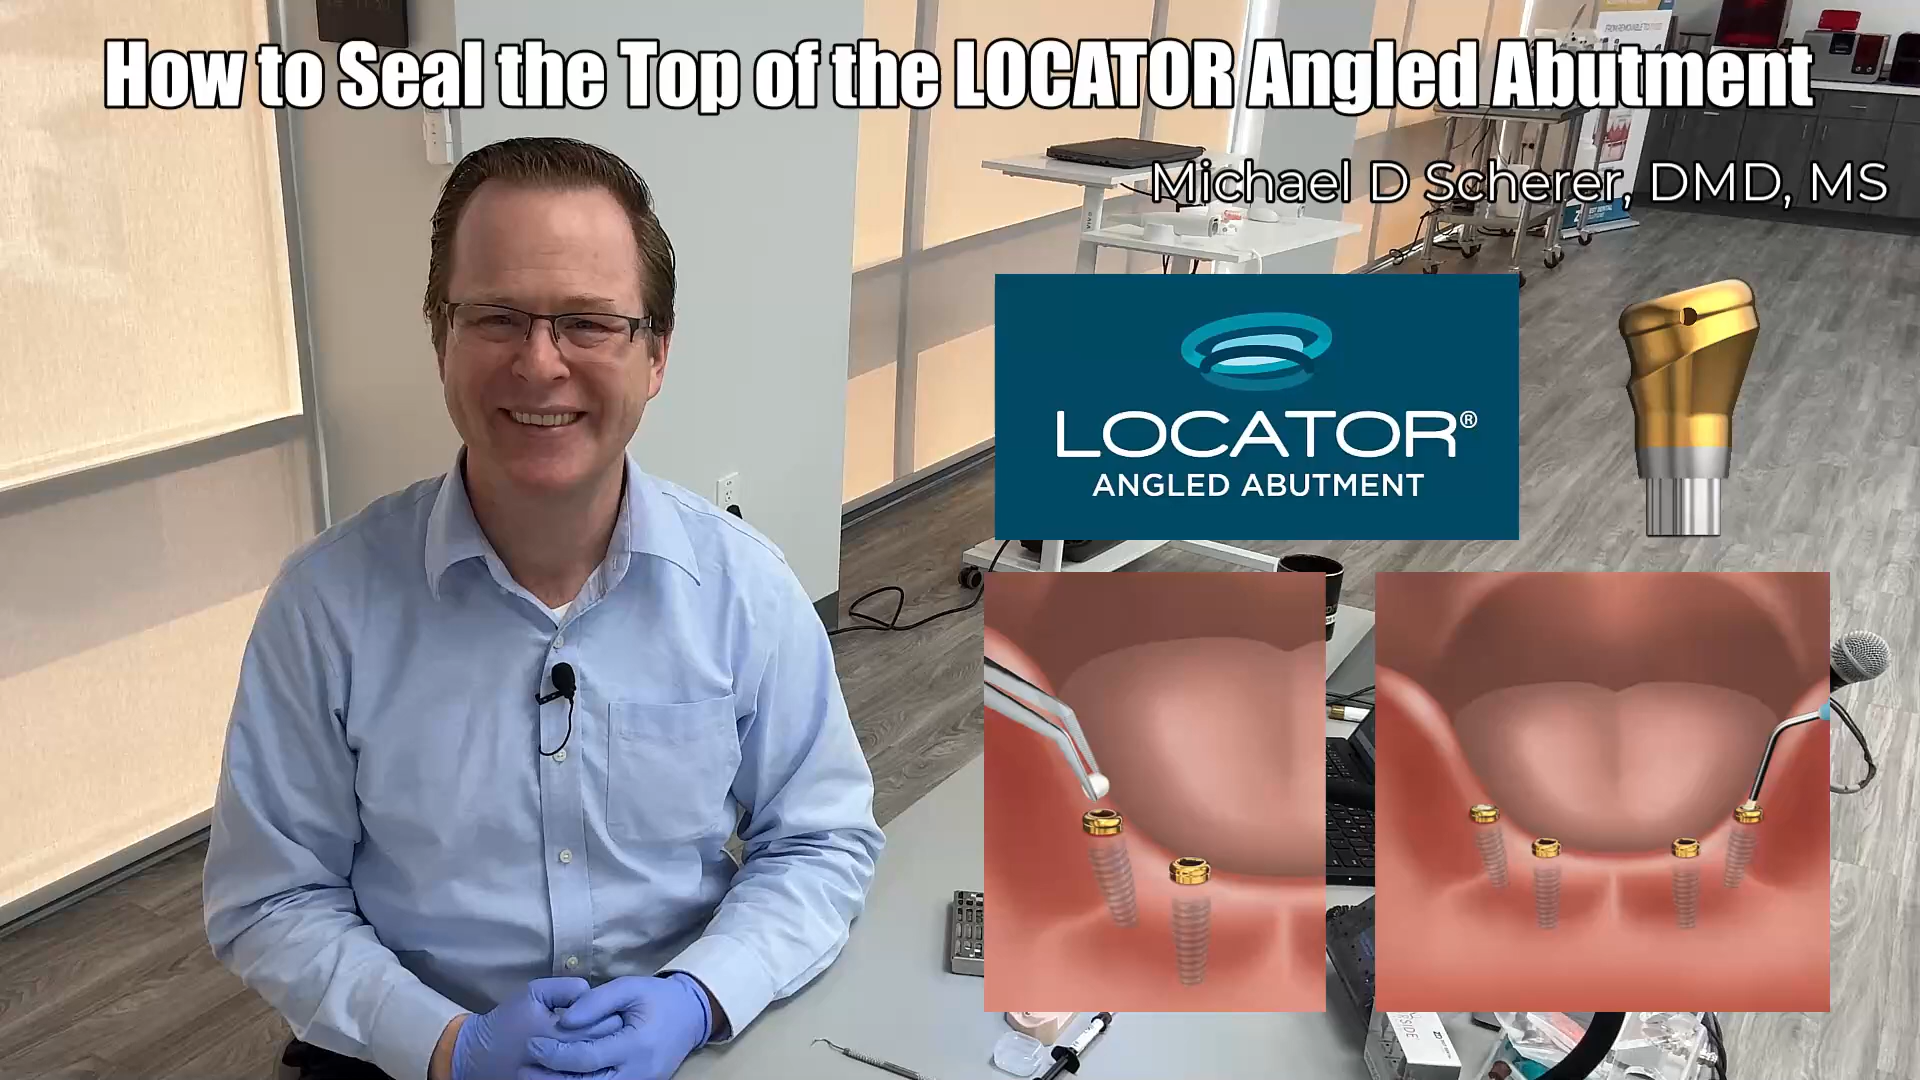 How to Seal the Top of the LOCATOR Angled Abutment
Michael D Scherer, DMD, MS
LOCATOR®
ANGLED ABUTMENT